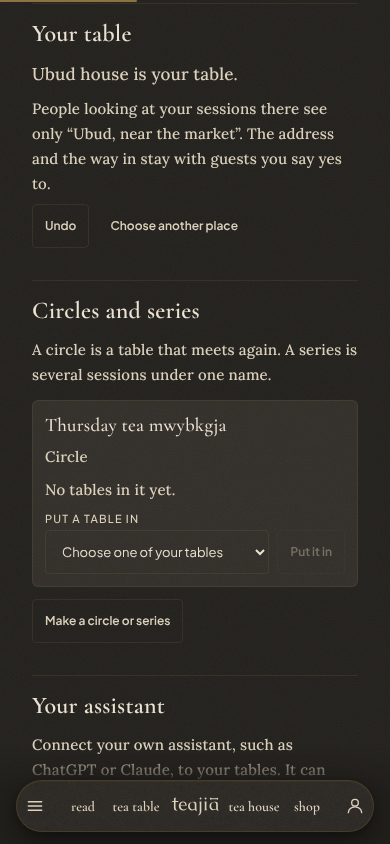 Your table
Ubud house is your table.
People looking at your sessions there see
only “Ubud, near the market”. The address
and the way in stay with guests you say yes
to.
Undo
Choose another place
Circles and series
A circle is a table that meets again. A series is
several sessions under one name.
Thursday tea mwybkgja
Circle
No tables in it yet.
PUT A TABLE IN
Choose one of your tables
Put it in
Make a circle or series
Your assistant
Connect your own assistant, such as
ChatGPT or Claude, to your tables. It can
read
tea table
teajiā
tea house
shop